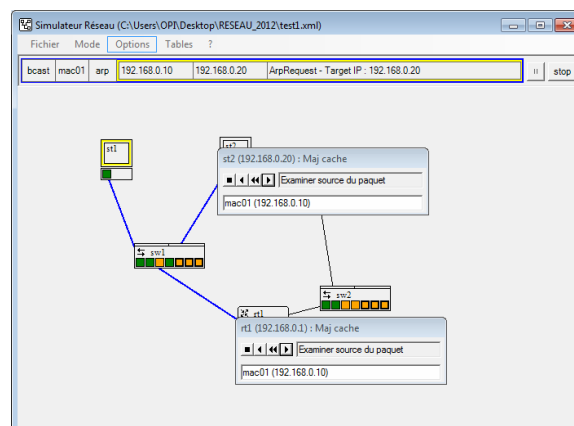 Simulateur Réseau (C:\Users\OPI\Desktop\RESEAU_2012\test1.xml)
Fichier Mode Options Tables ?
bcast mac01 arp 192.168.0.10 192.168.0.20 ArpRequest - Target IP : 192.168.0.20 stop
st1
st2 (192.168.0.20) : Maj cache
Examiner source du paquet
mac01 (192.168.0.10)
sw1
sw2
rt1
rt1 (192.168.0.1) : Maj cache
Examiner source du paquet
mac01 (192.168.0.10)